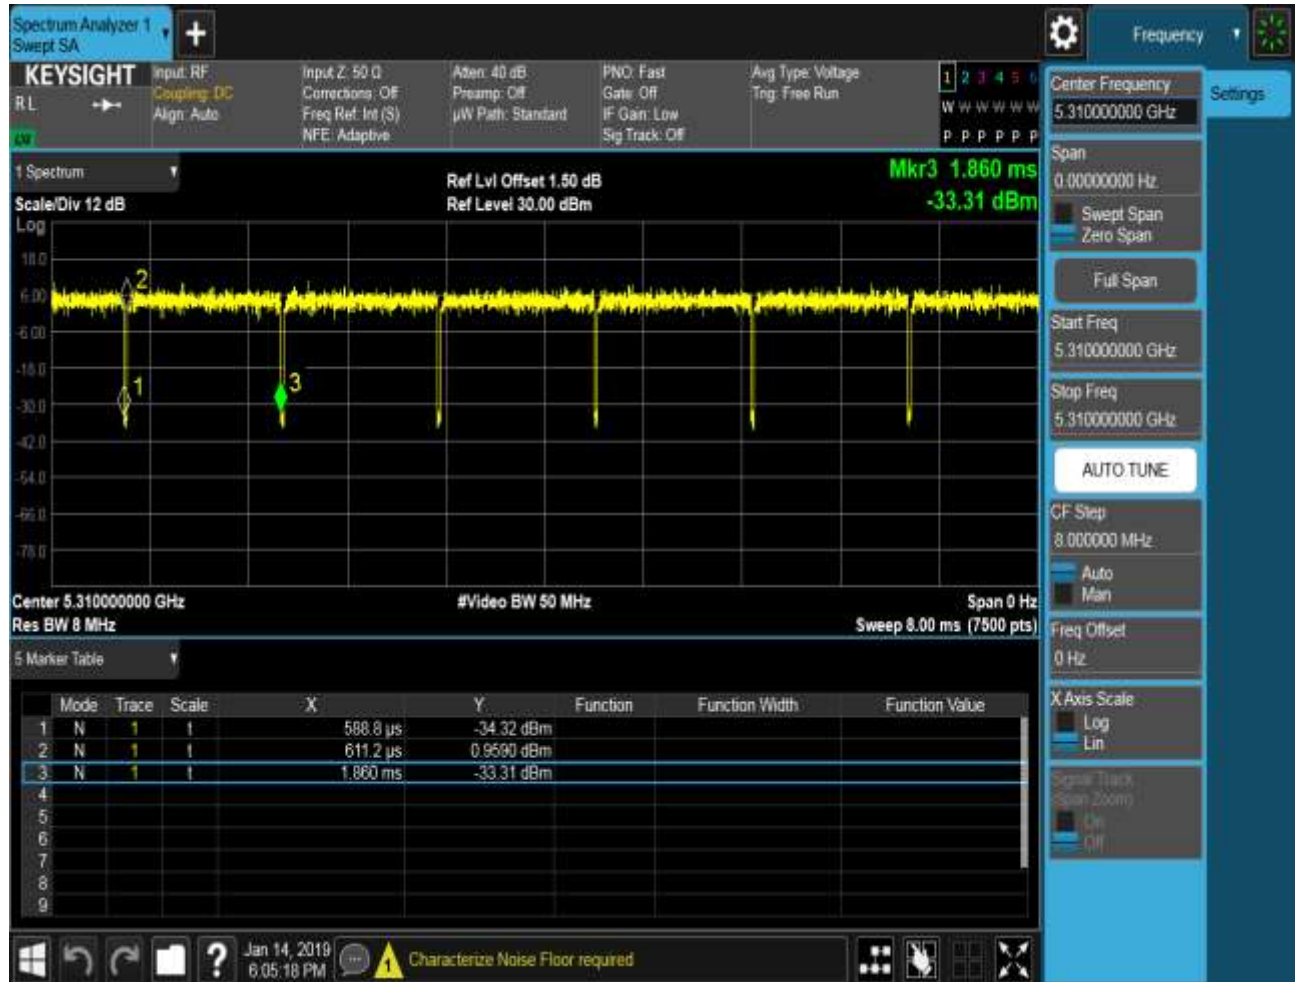 Spectrum Analyzer 1
Swept SA
+
Frequency
KEYSIGHT
RL
Input: RF
Coupling: DC
Align: Auto
Input Z: 50 Ω
Corrections: Off
Freq Ref: Int (S)
NFE: Adaptive
Atten: 40 dB
Preamp: Off
µW Path: Standard
PNO: Fast
Gate: Off
IF Gain: Low
Sig Track: Off
Avg Type: Voltage
Trig: Free Run
1 2 3 4 5 6
W W W W W W
P P P P P P
Center Frequency
5.310000000 GHz
Settings
Span
0.00000000 Hz
Swept Span
Zero Span
Full Span
Start Freq
5.310000000 GHz
Stop Freq
5.310000000 GHz
AUTO TUNE
CF Step
8.000000 MHz
Auto
Man
Freq Offset
0 Hz
X Axis Scale
Log
Lin
Signal Track
(Span Zoom)
On
Off
1 Spectrum
Scale/Div 12 dB
Ref Lvl Offset 1.50 dB
Ref Level 30.00 dBm
Mkr3 1.860 ms
-33.31 dBm
Log
18.0
6.00
-6.00
-18.0
-30.0
-42.0
-54.0
-66.0
-78.0
2
1
3
Center 5.310000000 GHz
#Video BW 50 MHz
Span 0 Hz
Res BW 8 MHz
Sweep 8.00 ms (7500 pts)
5 Marker Table
Mode Trace Scale X Y Function Function Width Function Value
1 N 1 t 588.8 µs -34.32 dBm
2 N 1 t 611.2 µs 0.9590 dBm
3 N 1 t 1.860 ms -33.31 dBm
4
5
6
7
8
9
?
Jan 14, 2019
6:05:18 PM
Characterize Noise Floor required